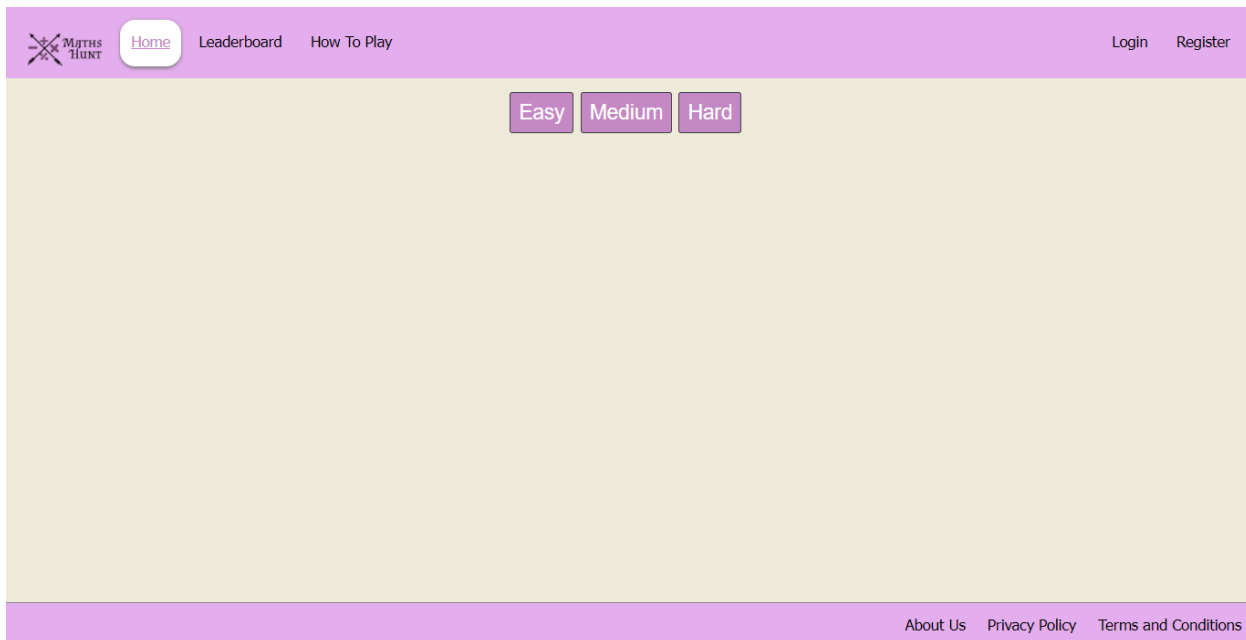 MATHS
HUNT
Home Leaderboard How To Play Login Register
Easy Medium Hard
About Us Privacy Policy Terms and Conditions